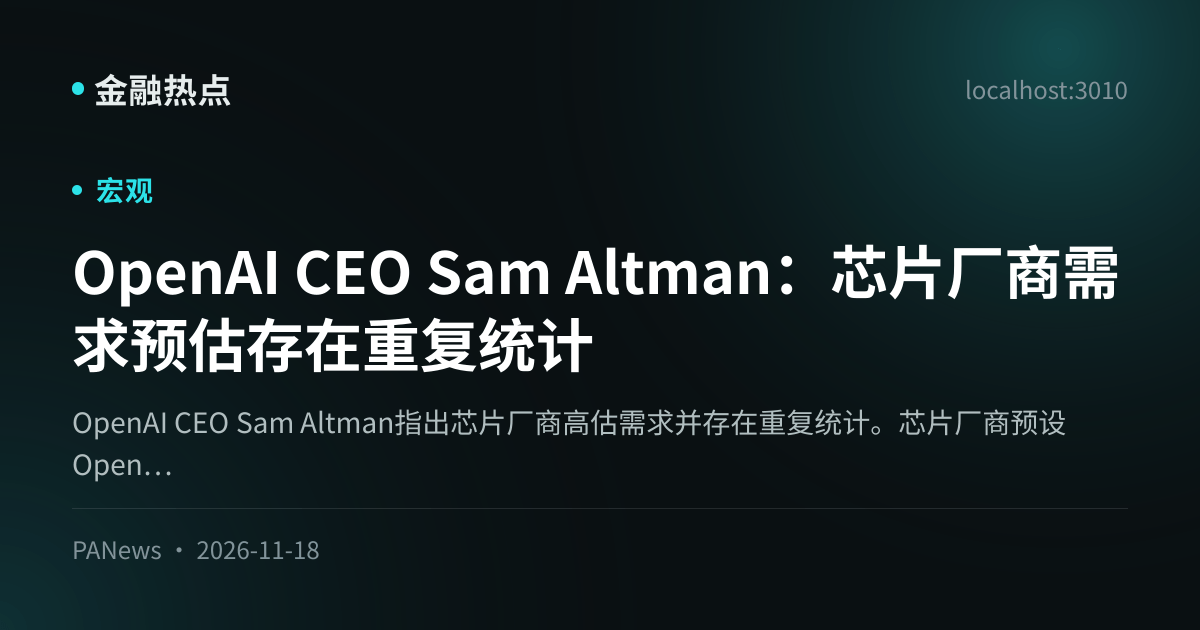 金融热点
localhost:3010
宏观
OpenAI CEO Sam Altman：芯片厂商需
求预估存在重复统计
OpenAI CEO Sam Altman指出芯片厂商高估需求并存在重复统计。芯片厂商预设
Open…
PANews · 2026-11-18